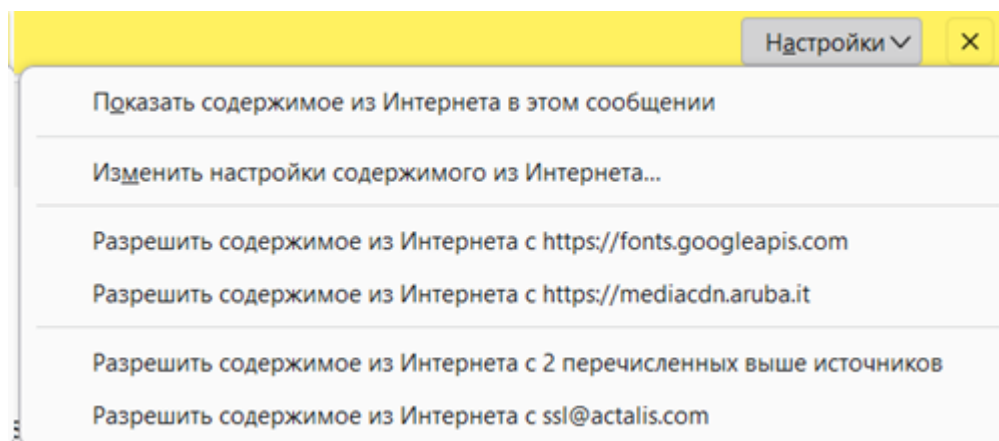 Настройки
Показать содержимое из Интернета в этом сообщении
Изменить настройки содержимого из Интернета...
Разрешить содержимое из Интернета с https://fonts.googleapis.com
Разрешить содержимое из Интернета с https://mediacdn.aruba.it
Разрешить содержимое из Интернета с 2 перечисленных выше источников
Разрешить содержимое из Интернета с ssl@actalis.com